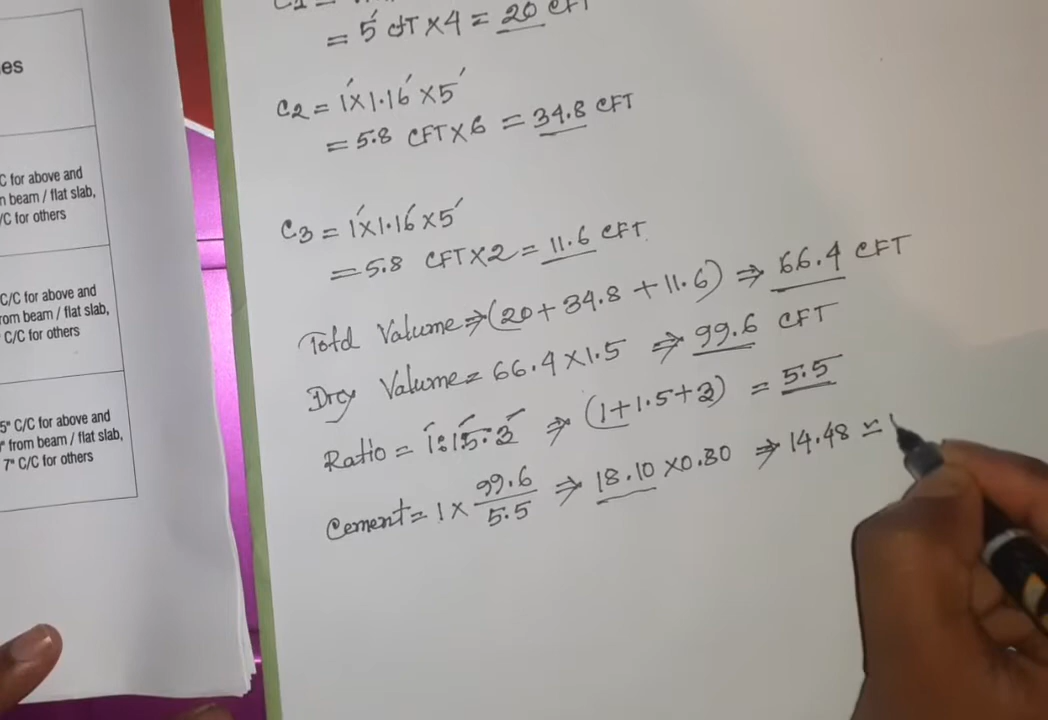 es
C for above and
n beam / flat slab,
/C for others
C/C for above and
rom beam / flat slab,
C/C for others
5" C/C for above and
" from beam / flat slab,
7" C/C for others
= 5 CFT X 4 = 20 CFT
C2 = 1' X 1.16' X 5'
= 5.8 CFT X 6 = 34.8 CFT
C3 = 1' X 1.16' X 5'
= 5.8 CFT X 2 = 11.6 CFT.
Total Valume ⇒ (20 + 34.8 + 11.6) ⇒ 66.4 CFT
Dry Valume = 66.4 X 1.5 ⇒ 99.6 CFT
Ratio = 1:1.5:3 ⇒ (1 + 1.5 + 3) = 5.5
Cement = 1 X 99.6/5.5 ⇒ 18.10 X 0.80 ⇒ 14.48 ≃